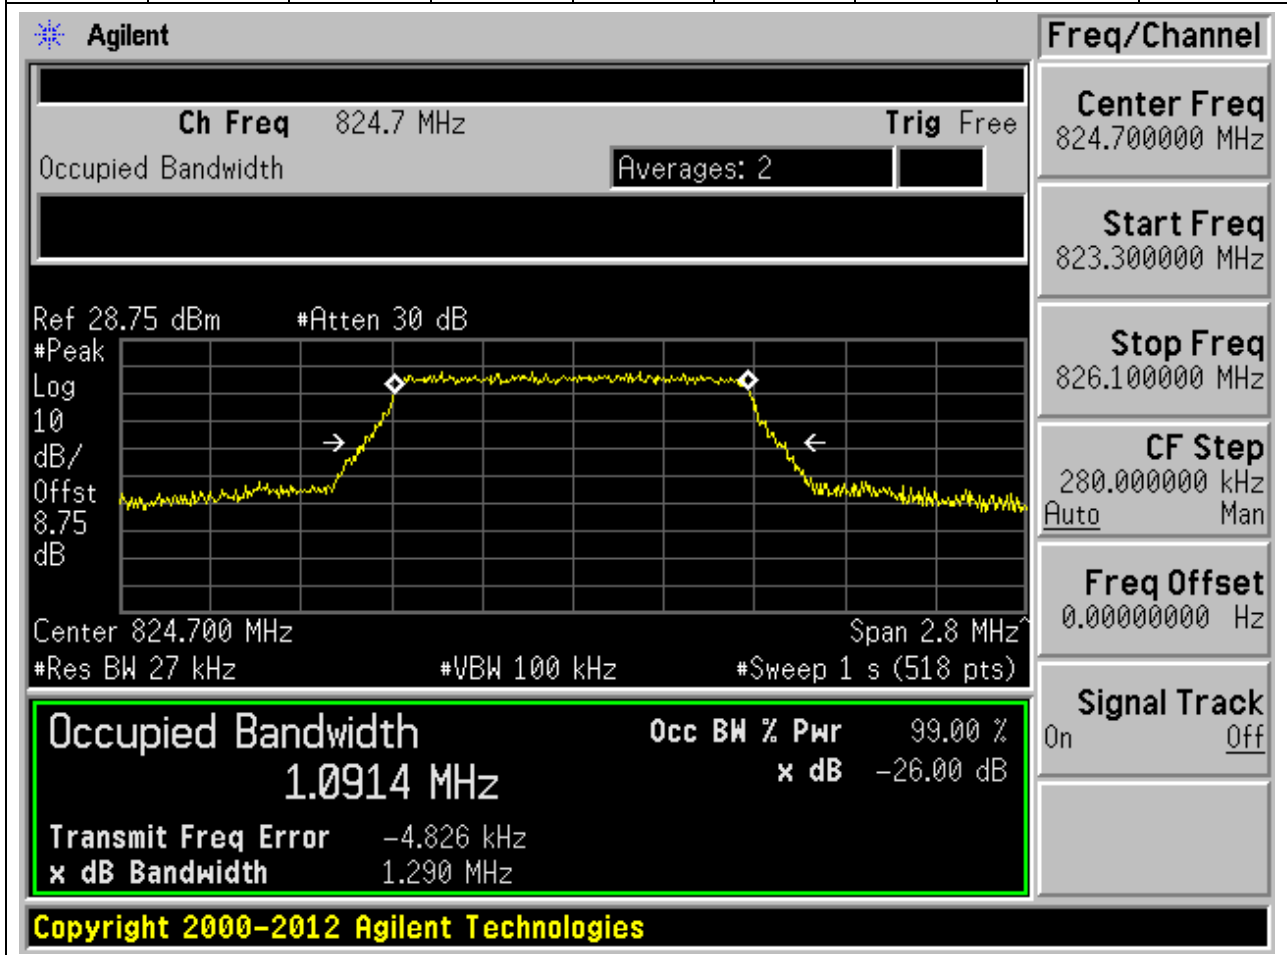 Agilent
Freq/Channel
Ch Freq 824.7 MHz Trig Free
Occupied Bandwidth Averages: 2
Center Freq
824.700000 MHz
Start Freq
823.300000 MHz
Stop Freq
826.100000 MHz
CF Step
280.000000 kHz
Auto Man
Freq Offset
0.00000000 Hz
Signal Track
On Off
Ref 28.75 dBm #Atten 30 dB
#Peak
Log
10
dB/
Offst
8.75
dB
Center 824.700 MHz Span 2.8 MHz^
#Res BW 27 kHz #VBW 100 kHz #Sweep 1 s (518 pts)
Occupied Bandwidth Occ BW % Pwr 99.00 %
1.0914 MHz x dB -26.00 dB
Transmit Freq Error -4.826 kHz
x dB Bandwidth 1.290 MHz
Copyright 2000-2012 Agilent Technologies